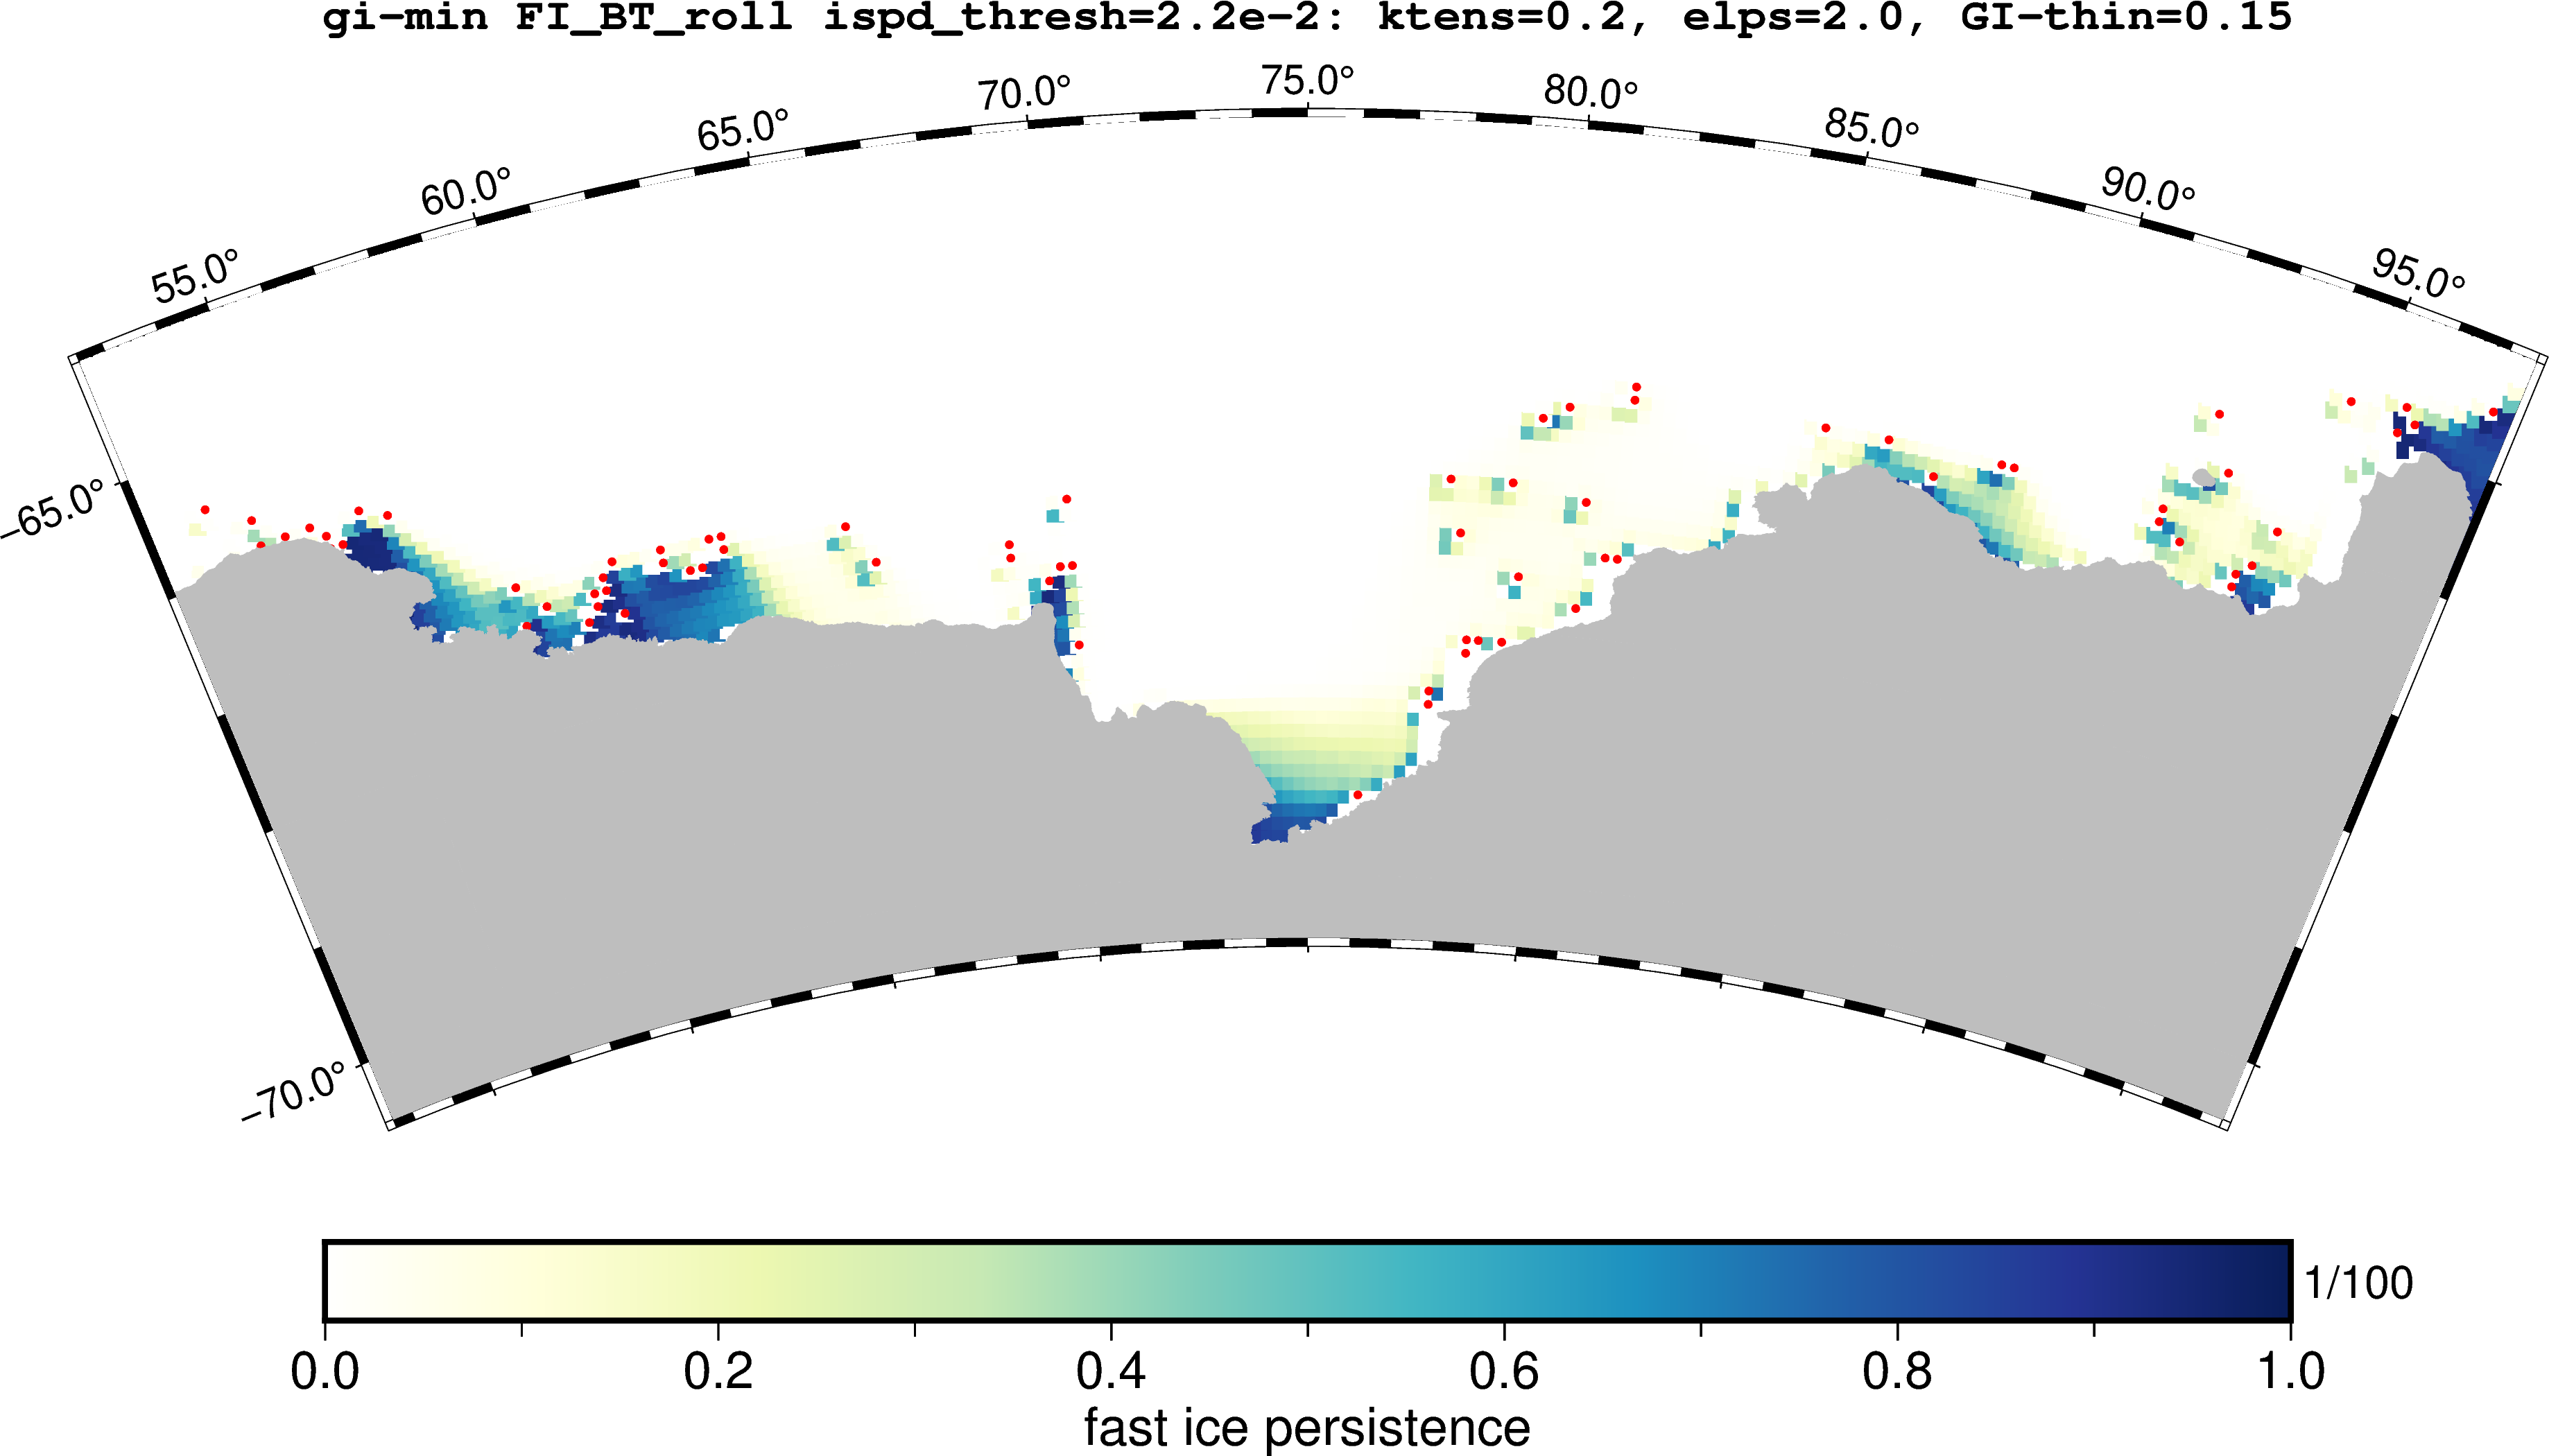 gi-min FI_BT_roll ispd_thresh=2.2e-2: ktens=0.2, elps=2.0, GI-thin=0.15
55.0° 60.0° 65.0° 70.0° 75.0° 80.0° 85.0° 90.0° 95.0°
-65.0°
-70.0°
1/100
0.0 0.2 0.4 0.6 0.8 1.0
fast ice persistence